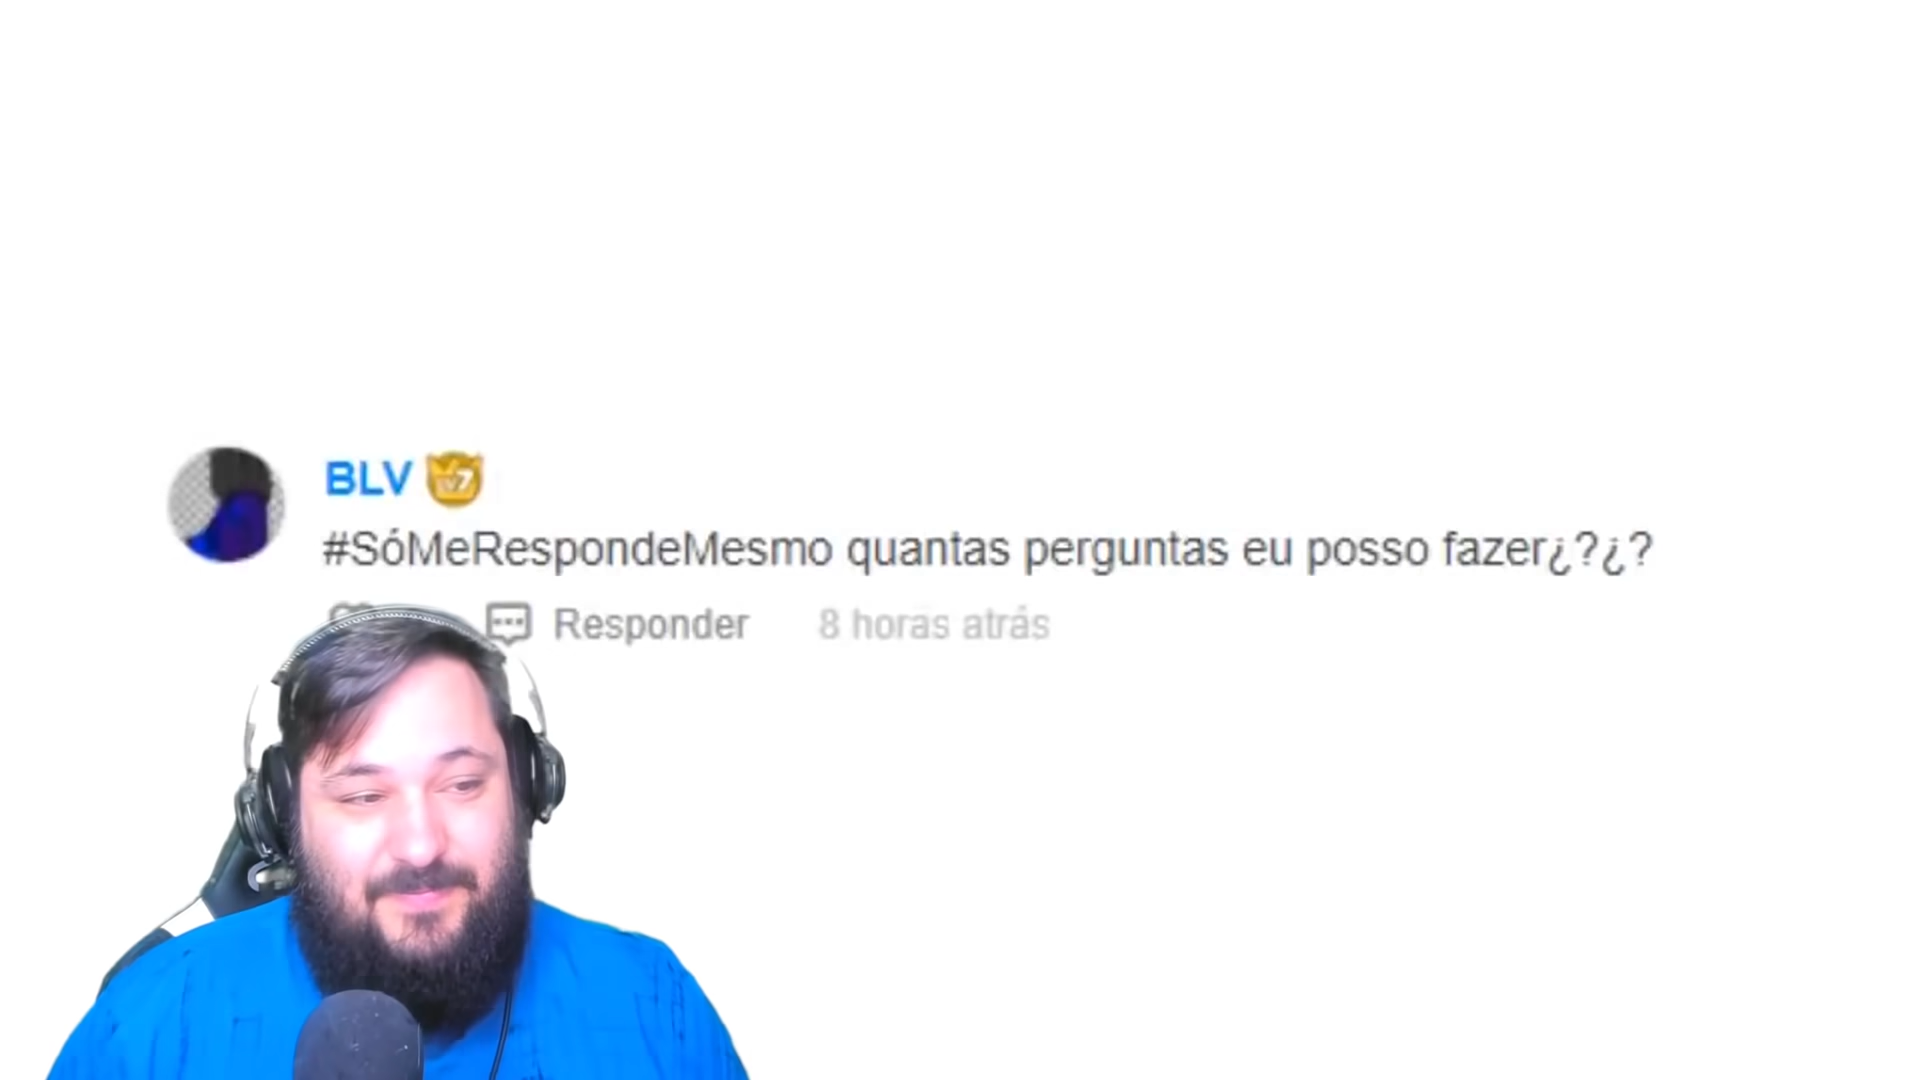 BLV
#SóMeRespondeMesmo quantas perguntas eu posso fazer¿?¿?
Responder 8 horas atrás